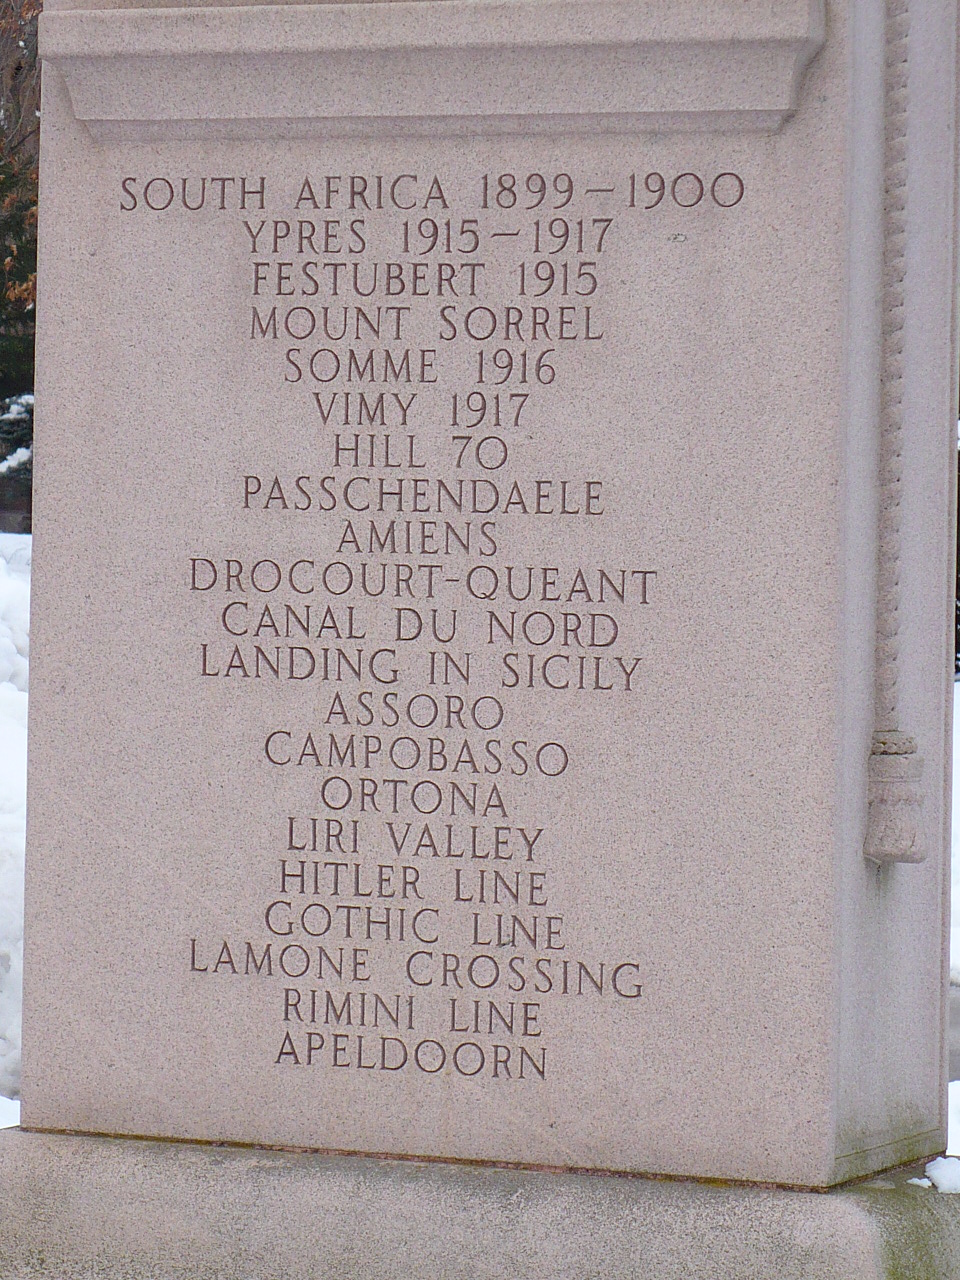 SOUTH AFRICA 1899-1900
YPRES 1915-1917
FESTUBERT 1915
MOUNT SORREL
SOMME 1916
VIMY 1917
HILL 70
PASSCHENDAELE
AMIENS
DROCOURT-QUEANT
CANAL DU NORD
LANDING IN SICILY
ASSORO
CAMPOBASSO
ORTONA
LIRI VALLEY
HITLER LINE
GOTHIC LINE
LAMONE CROSSING
RIMINI LINE
APELDOORN